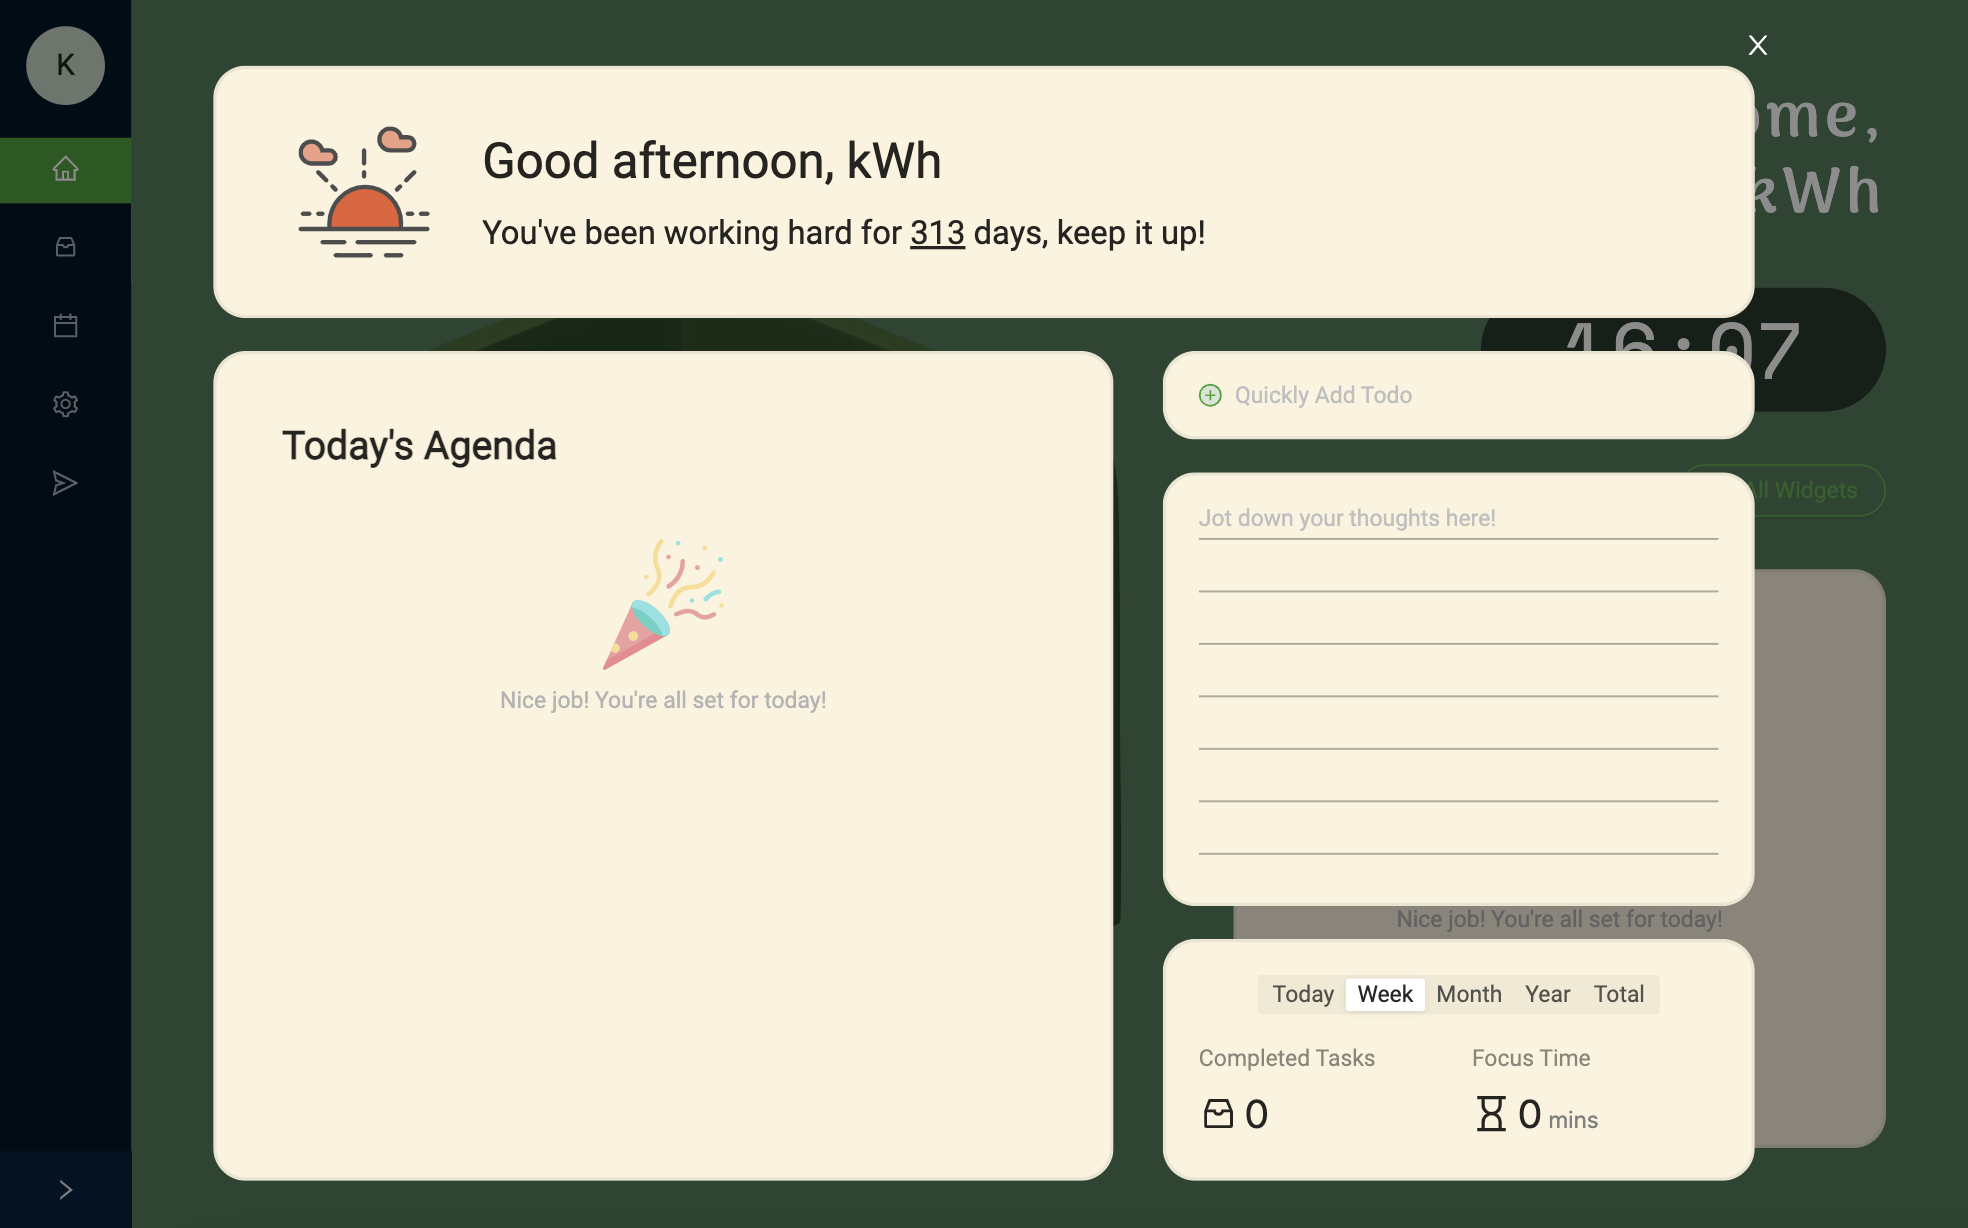 K
X
ome,
kWh
Good afternoon, kWh
You've been working hard for 313 days, keep it up!
16:07
Today's Agenda
Nice job! You're all set for today!
Quickly Add Todo
All Widgets
Jot down your thoughts here!
Nice job! You're all set for today!
Today Week Month Year Total
Completed Tasks Focus Time
0 0 mins